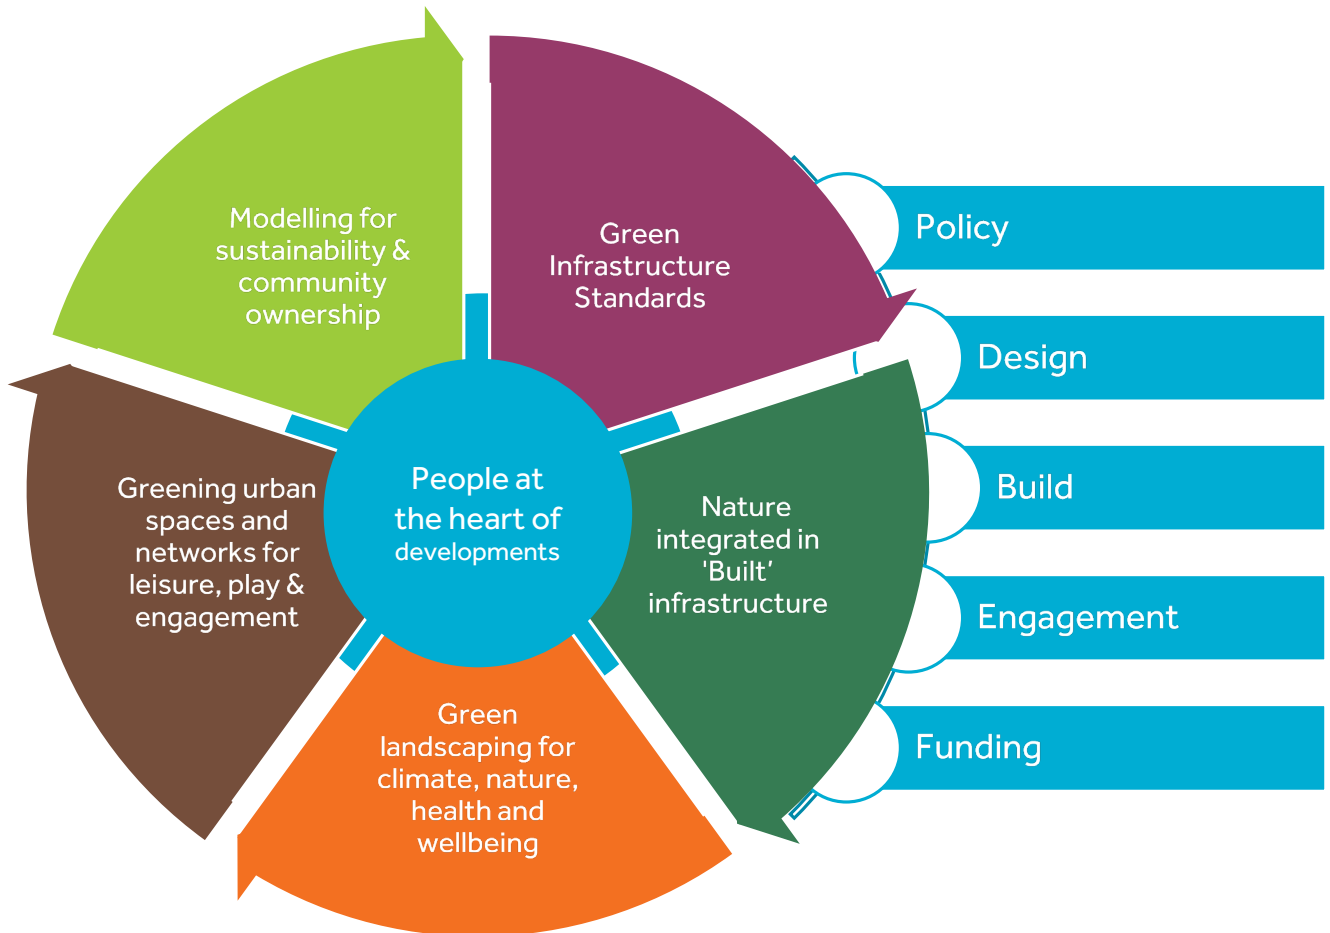 Modelling for
sustainability &
community
ownership
Green
Infrastructure
Standards
Nature
integrated in
'Built’
infrastructure
Green
landscaping for
climate, nature,
health and
wellbeing
Greening urban
spaces and
networks for
leisure, play &
engagement
People at
the heart of
developments
Policy
Design
Build
Engagement
Funding